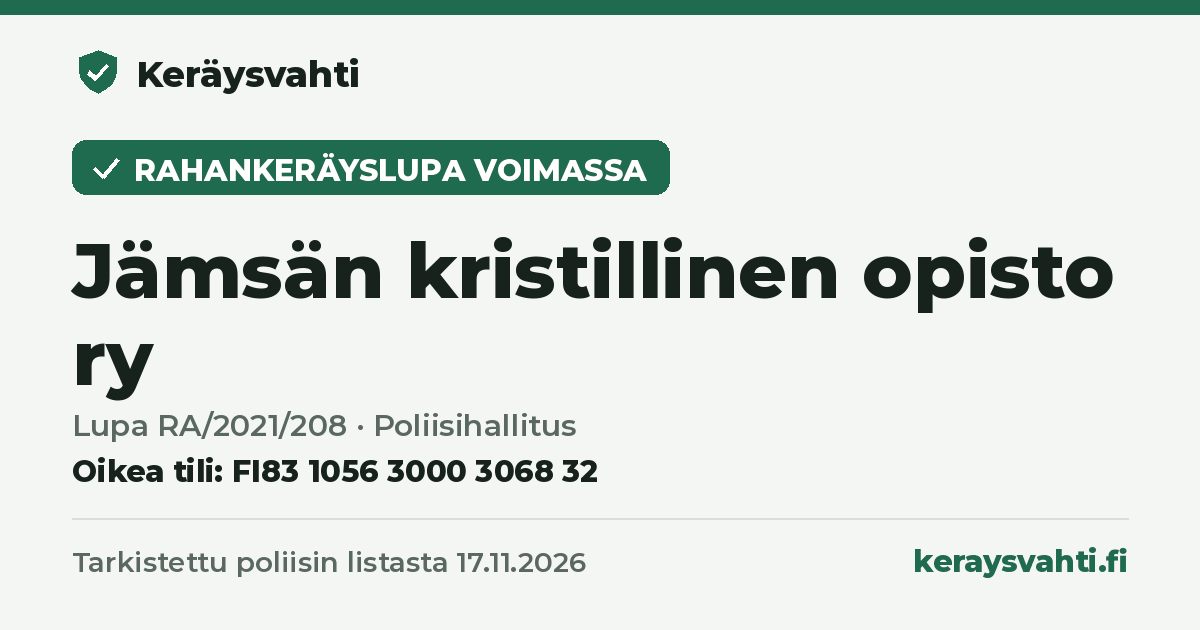 Keräysvahti
RAHANKERÄYSLUPA VOIMASSA
Jämsän kristillinen opisto
ry
Lupa RA/2021/208 · Poliisihallitus
Oikea tili: FI83 1056 3000 3068 32
Tarkistettu poliisin listasta 17.11.2026
keraysvahti.fi